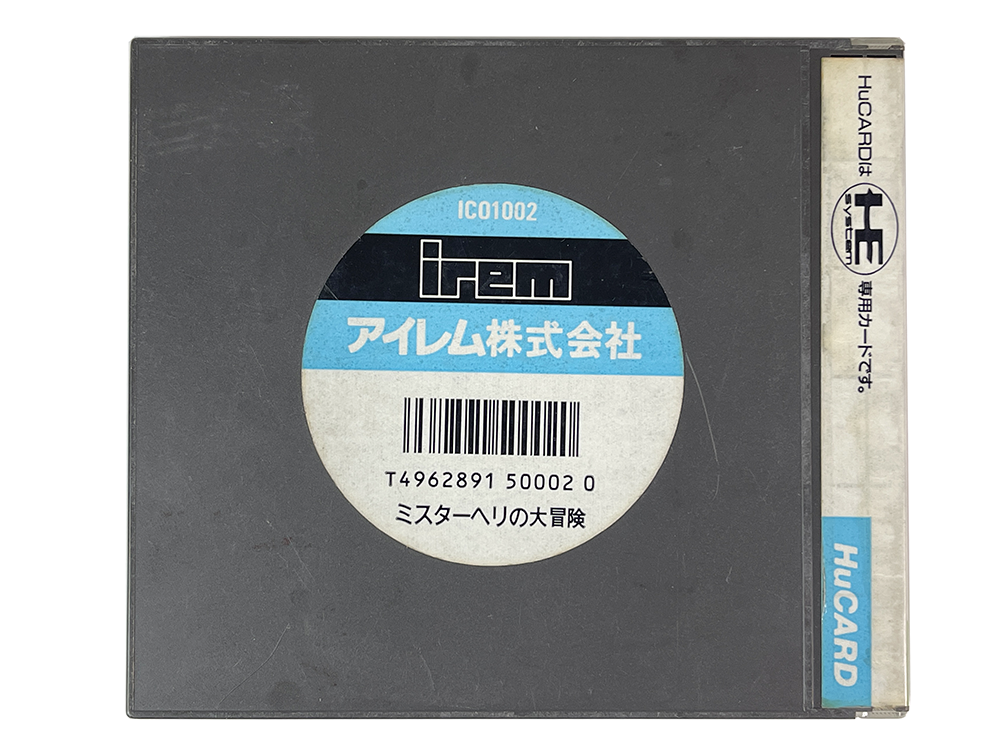 IC01002
irem
アイレム株式会社
T4962891 50002 0
ミスターヘリの大冒険
HuCARDは HE system 専用カードです。
HuCARD